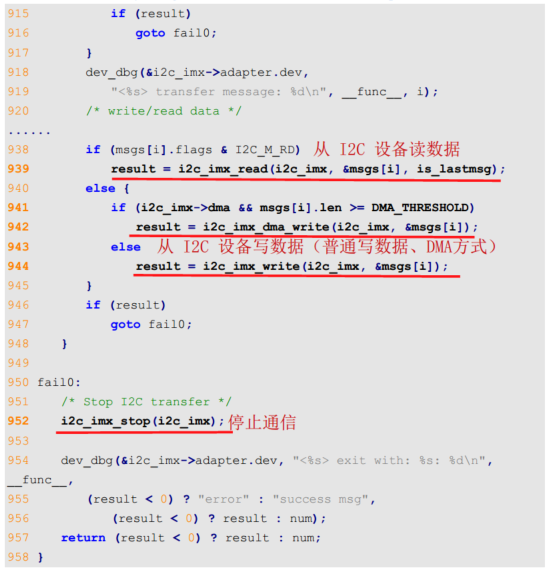 915 if (result)
916 goto fail0;
917 }
918 dev_dbg(&i2c_imx->adapter.dev,
919 "<%s> transfer message: %d\n", __func__, i);
920 /* write/read data */
......
938 if (msgs[i].flags & I2C_M_RD) 从 I2C 设备读数据
939 result = i2c_imx_read(i2c_imx, &msgs[i], is_lastmsg);
940 else {
941 if (i2c_imx->dma && msgs[i].len >= DMA_THRESHOLD)
942 result = i2c_imx_dma_write(i2c_imx, &msgs[i]);
943 else 从 I2C 设备写数据（普通写数据、DMA方式）
944 result = i2c_imx_write(i2c_imx, &msgs[i]);
945 }
946 if (result)
947 goto fail0;
948 }
949
950 fail0:
951 /* Stop I2C transfer */
952 i2c_imx_stop(i2c_imx); 停止通信
953
954 dev_dbg(&i2c_imx->adapter.dev, "<%s> exit with: %s: %d\n",
__func__,
955 (result < 0) ? "error" : "success msg",
956 (result < 0) ? result : num);
957 return (result < 0) ? result : num;
958 }